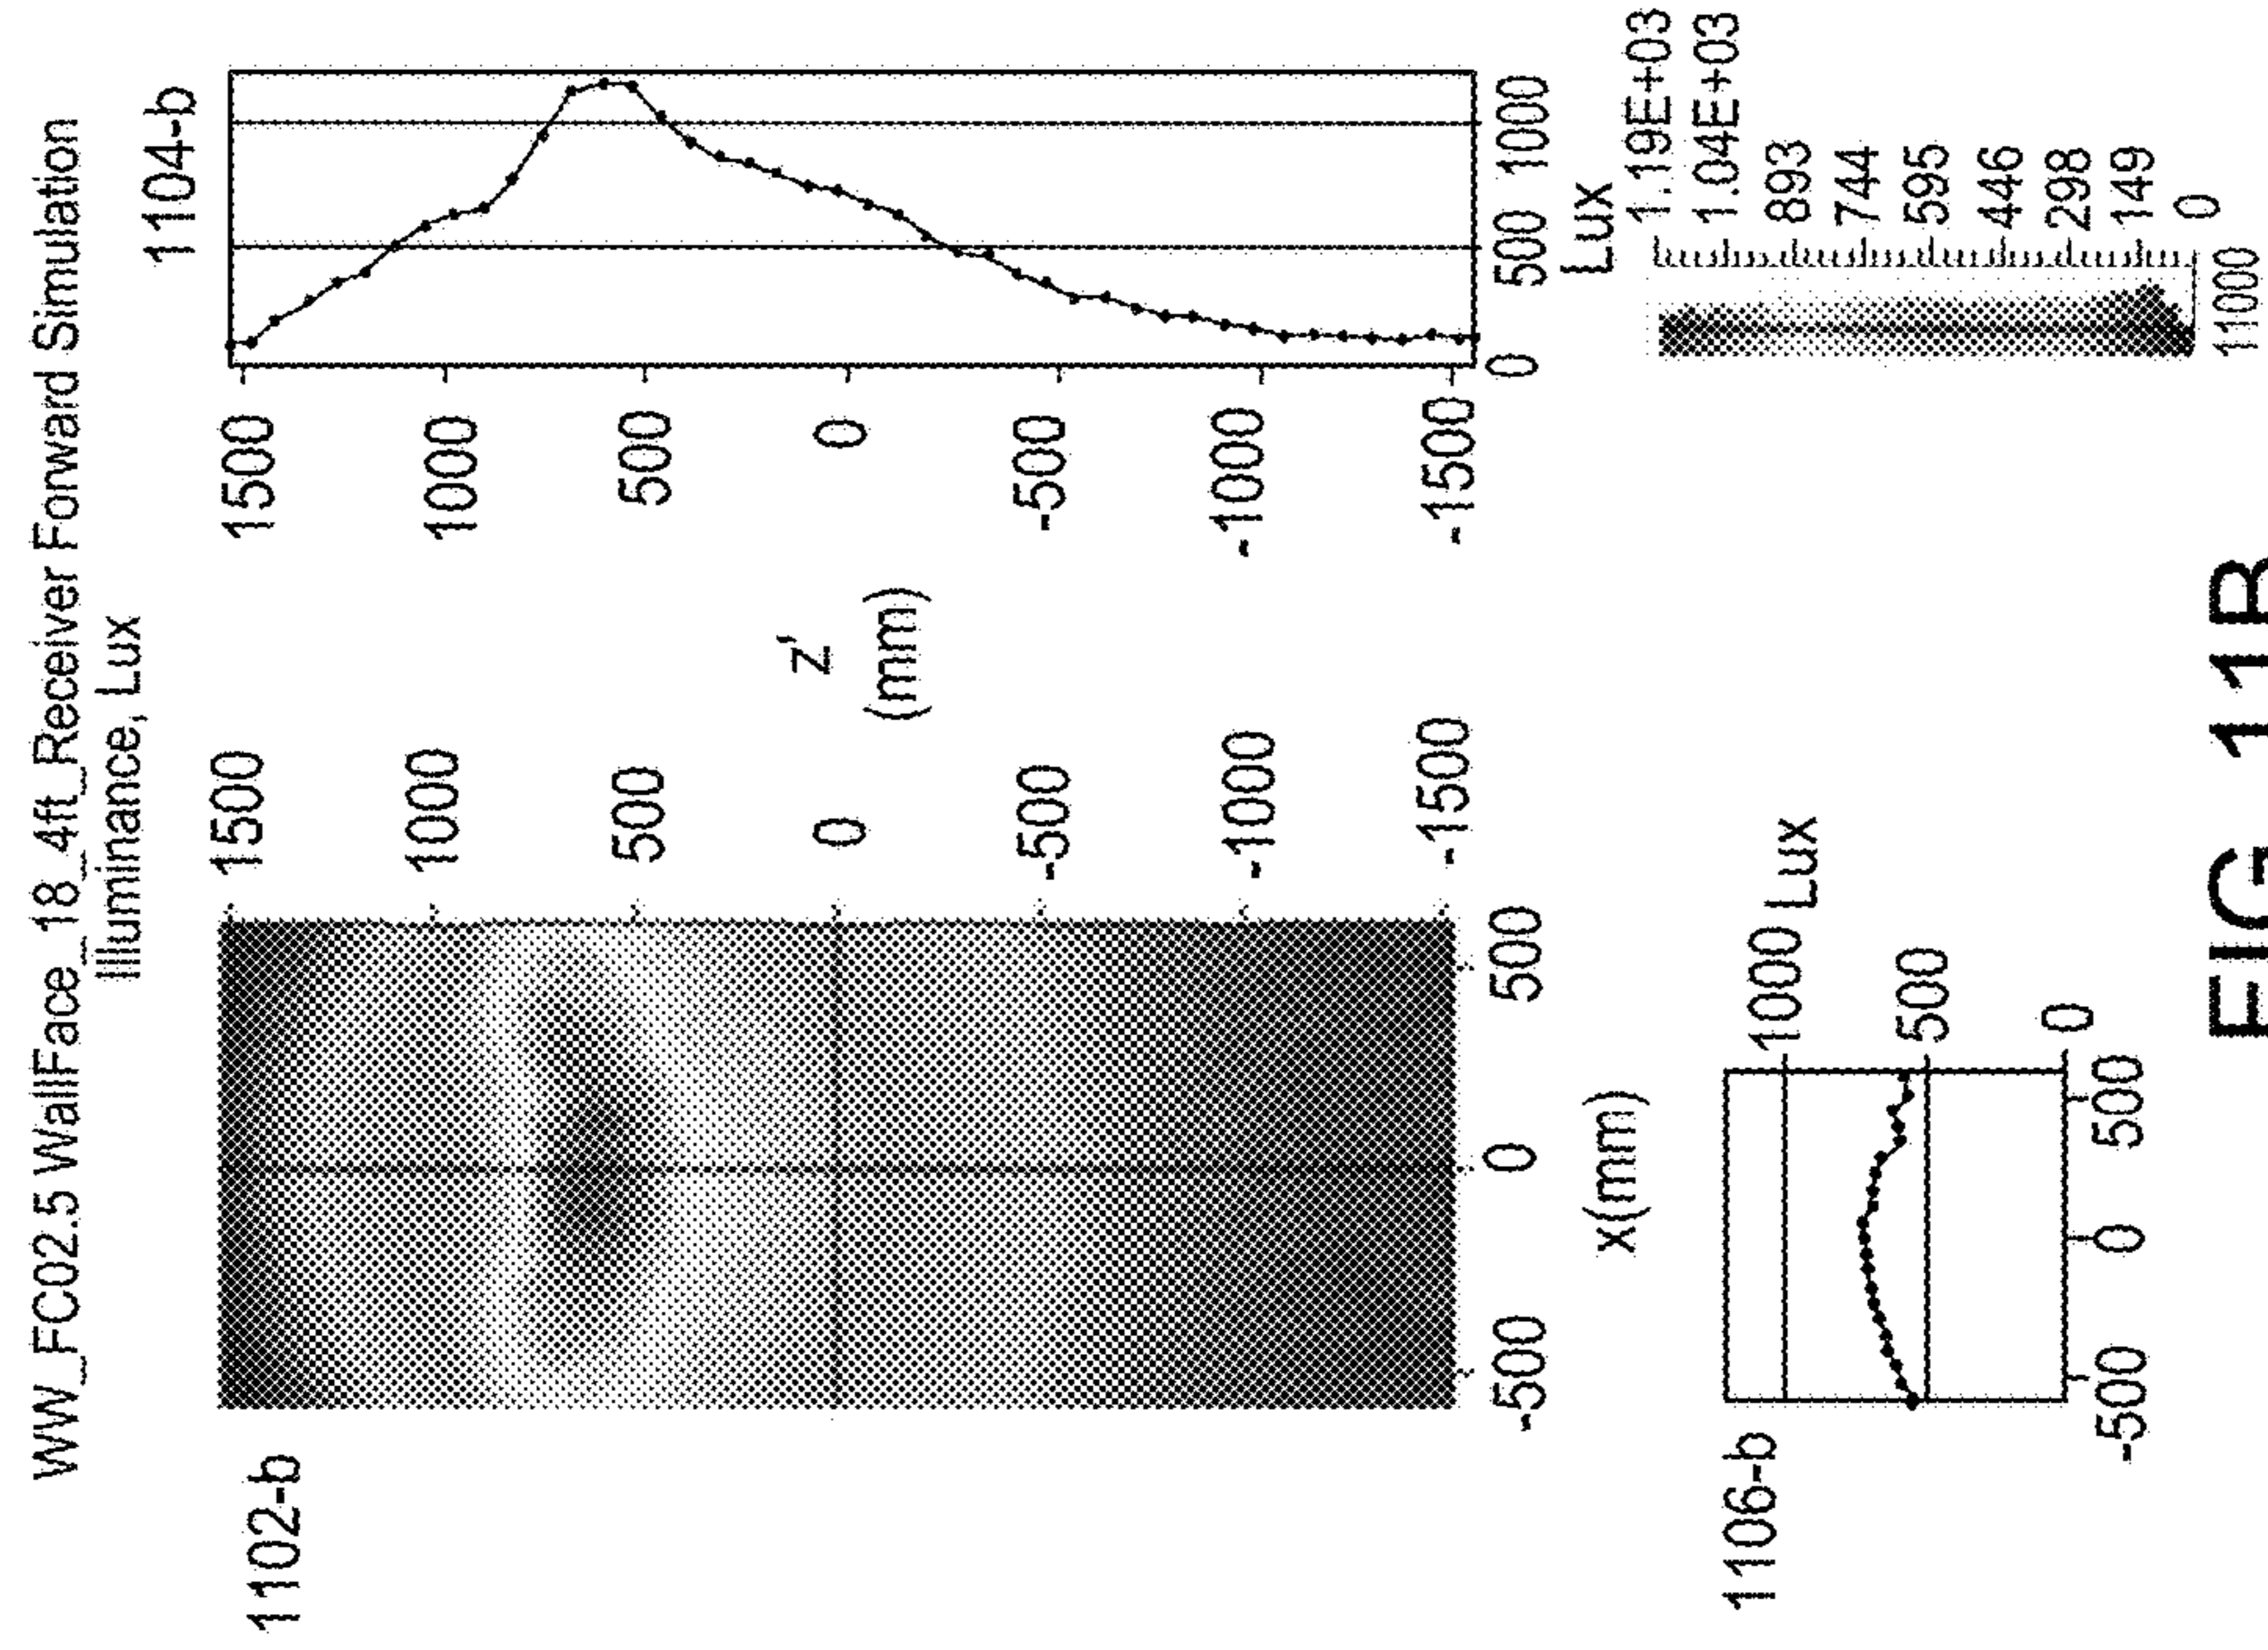 WW_FC02.5 WallFace_18_4ft_Receiver Forward Simulation
Illuminance, Lux
1102-b
1500
1000
500
0
-500
-1000
-1500
-500
0
500
x(mm)
z'
(mm)
1104-b
1500
1000
500
0
-500
-1000
-1500
0
500
1000
Lux
1106-b
1000 Lux
500
0
-500
0
500
1.19E+03
1.04E+03
893
744
595
446
298
149
0
11000
FIG 11B